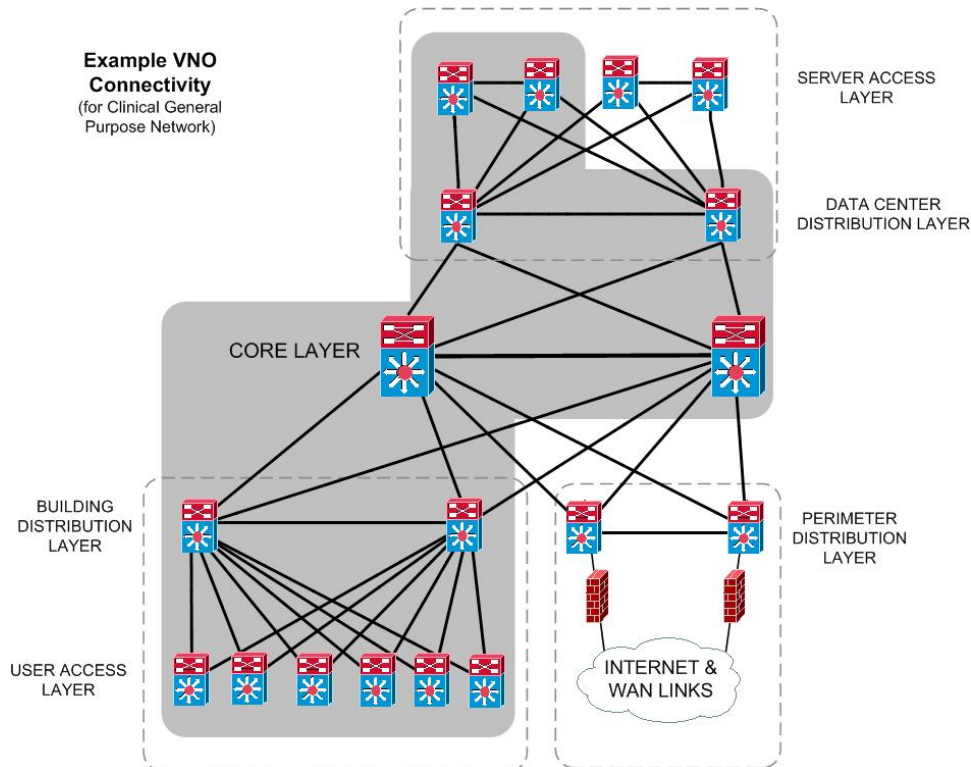 Example VNO
Connectivity
(for Clinical General
Purpose Network)
SERVER ACCESS
LAYER
DATA CENTER
DISTRIBUTION LAYER
CORE LAYER
BUILDING
DISTRIBUTION
LAYER
PERIMETER
DISTRIBUTION
LAYER
USER ACCESS
LAYER
INTERNET &
WAN LINKS